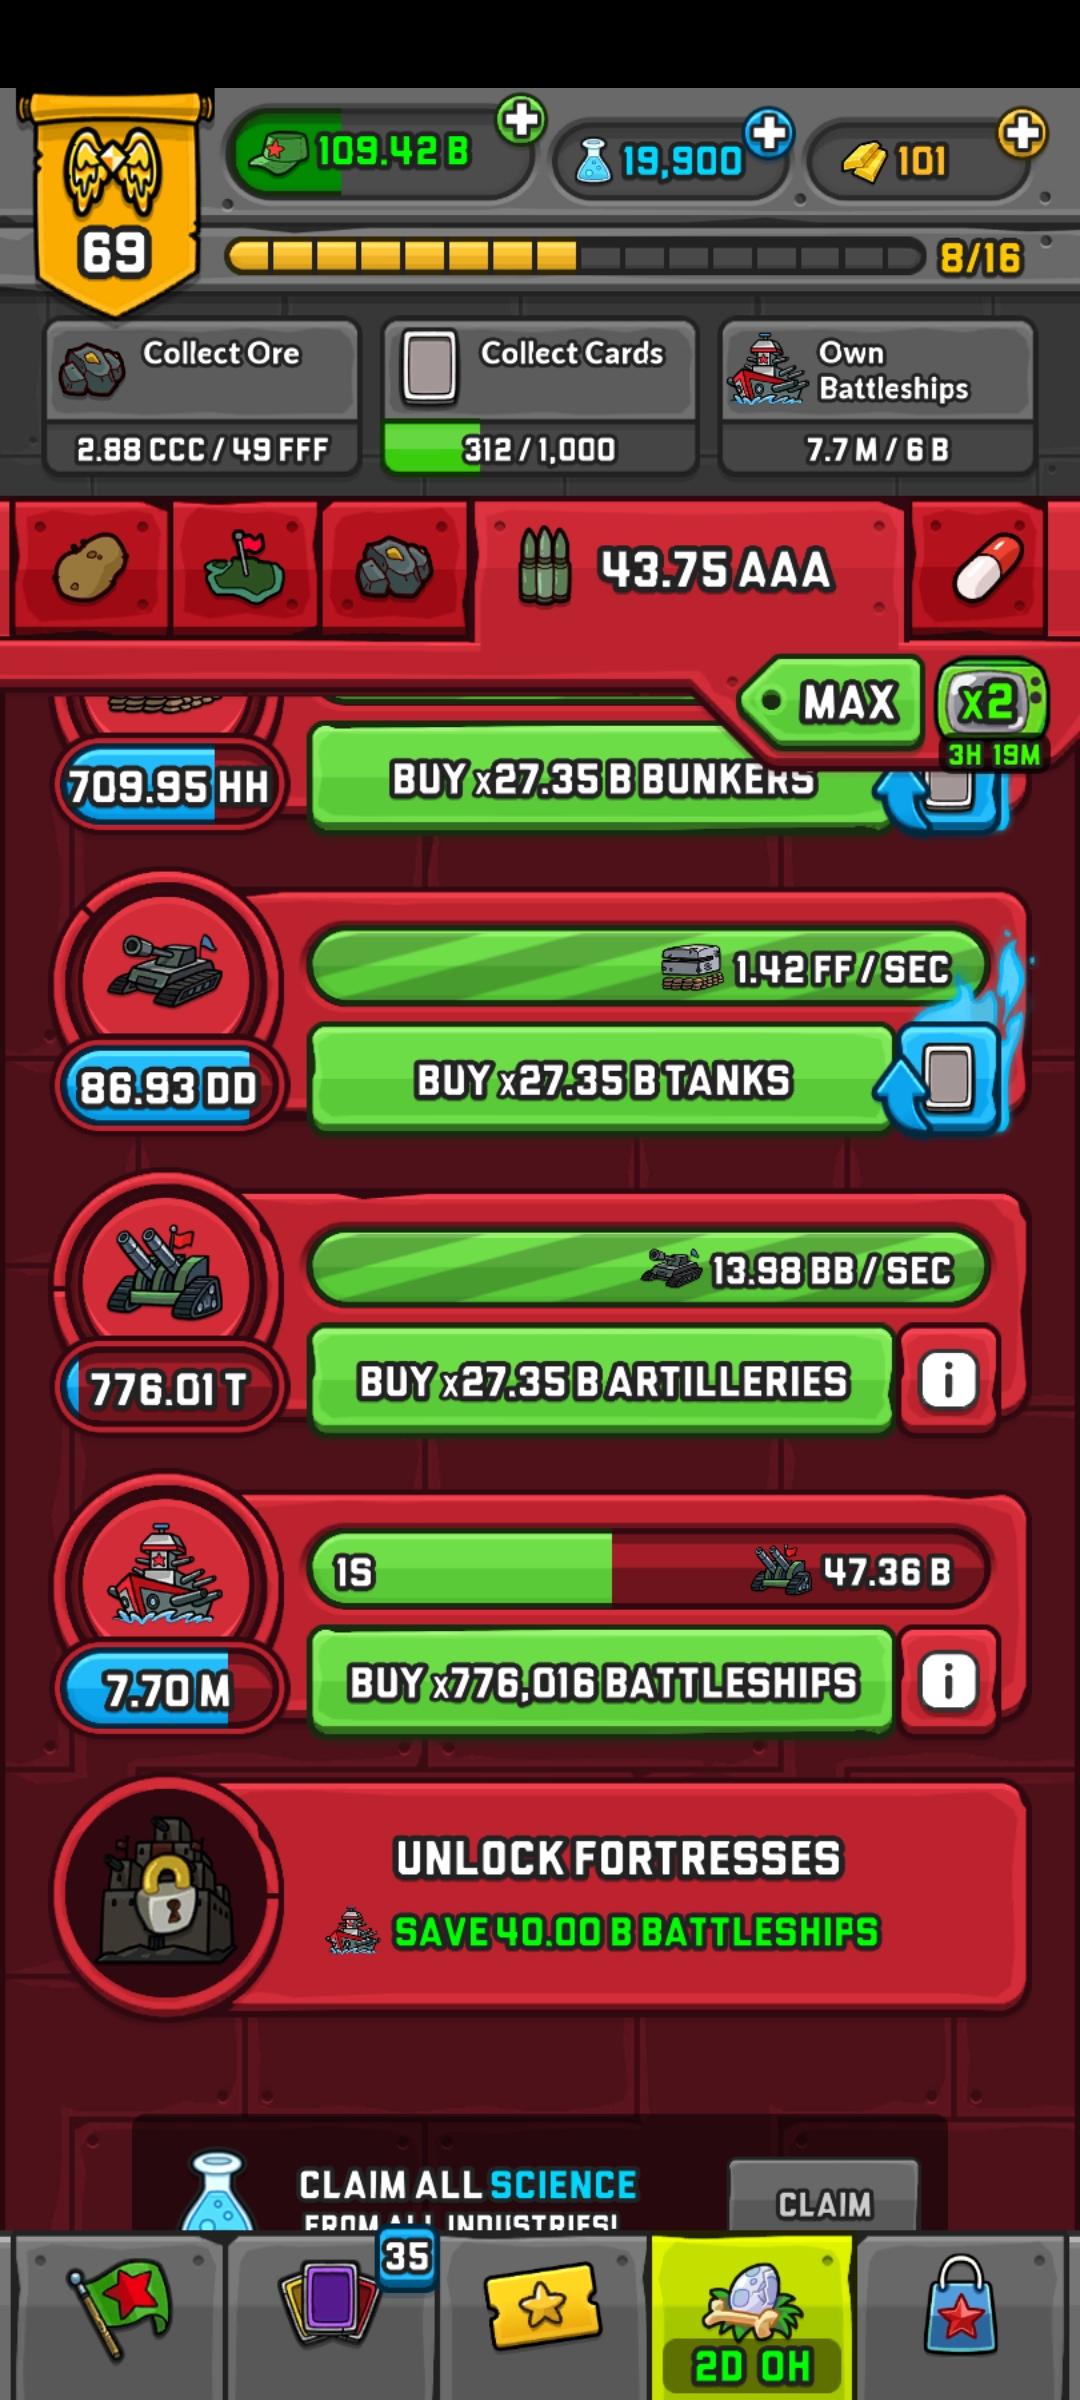 109.42 B
19,900
101
69
8/16
Collect Ore
2.88 CCC / 49 FFF
Collect Cards
312 / 1,000
Own
Battleships
7.7 M / 6 B
43.75 AAA
MAX
x2
3H 19M
709.95 HH
BUY x27.35 B BUNKERS
1.42 FF / SEC
86.93 DD
BUY x27.35 B TANKS
13.98 BB / SEC
776.01 T
BUY x27.35 B ARTILLERIES
i
1S
47.36 B
7.70 M
BUY x776,016 BATTLESHIPS
i
UNLOCK FORTRESSES
SAVE 40.00 B BATTLESHIPS
CLAIM ALL SCIENCE
FROM ALL INDUSTRIES!
CLAIM
35
2D 0H